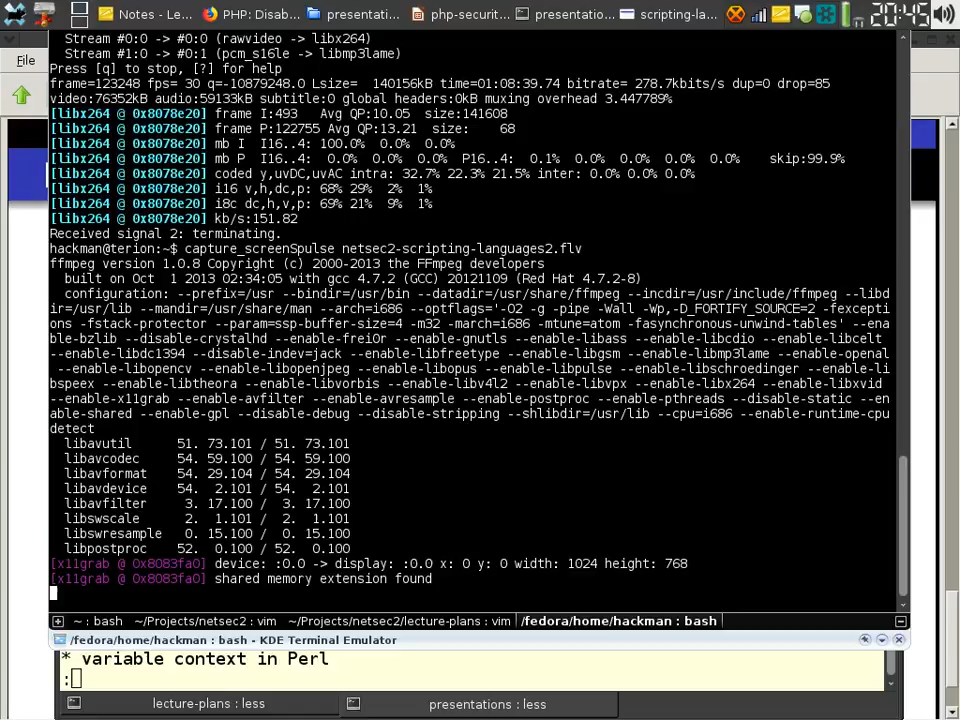 Notes - Le...
PHP: Disab...
presentati...
php-securit...
presentatio...
scripting-la...
20:45
File
Stream #0:0 -> #0:0 (rawvideo -> libx264)
Stream #1:0 -> #0:1 (pcm_s16le -> libmp3lame)
Press [q] to stop, [?] for help
frame=123248 fps= 30 q=-10879248.0 Lsize=  140156kB time=01:08:39.74 bitrate= 278.7kbits/s dup=0 drop=85
video:76352kB audio:59133kB subtitle:0 global headers:0kB muxing overhead 3.447789%
[libx264 @ 0x8078e20] frame I:493   Avg QP:10.05  size:141608
[libx264 @ 0x8078e20] frame P:122755 Avg QP:13.21  size:    68
[libx264 @ 0x8078e20] mb I  I16..4: 100.0%  0.0%  0.0%
[libx264 @ 0x8078e20] mb P  I16..4:  0.0%  0.0%  0.0%  P16..4:  0.1%  0.0%  0.0%  0.0%  0.0%    skip:99.9%
[libx264 @ 0x8078e20] coded y,uvDC,uvAC intra: 32.7% 22.3% 21.5% inter: 0.0% 0.0% 0.0%
[libx264 @ 0x8078e20] i16 v,h,dc,p: 68% 29%  2%  1%
[libx264 @ 0x8078e20] i8c dc,h,v,p: 69% 21%  9%  1%
[libx264 @ 0x8078e20] kb/s:151.82
Received signal 2: terminating.
hackman@terion:~$ capture_screenSpulse netsec2-scripting-languages2.flv
ffmpeg version 1.0.8 Copyright (c) 2000-2013 the FFmpeg developers
built on Oct  1 2013 02:34:05 with gcc 4.7.2 (GCC) 20121109 (Red Hat 4.7.2-8)
configuration: --prefix=/usr --bindir=/usr/bin --datadir=/usr/share/ffmpeg --incdir=/usr/include/ffmpeg --libd
ir=/usr/lib --mandir=/usr/share/man --arch=i686 --optflags='-O2 -g -pipe -Wall -Wp,-D_FORTIFY_SOURCE=2 -fexcepti
ons -fstack-protector --param=ssp-buffer-size=4 -m32 -march=i686 -mtune=atom -fasynchronous-unwind-tables' --ena
ble-bzlib --disable-crystalhd --enable-frei0r --enable-gnutls --enable-libass --enable-libcdio --enable-libcelt
--enable-libdc1394 --disable-indev=jack --enable-libfreetype --enable-libgsm --enable-libmp3lame --enable-openal
--enable-libopencv --enable-libopenjpeg --enable-libopus --enable-libpulse --enable-libschroedinger --enable-li
bspeex --enable-libtheora --enable-libvorbis --enable-libv4l2 --enable-libvpx --enable-libx264 --enable-libxvid
--enable-x11grab --enable-avfilter --enable-avresample --enable-postproc --enable-pthreads --disable-static --en
able-shared --enable-gpl --disable-debug --disable-stripping --shlibdir=/usr/lib --cpu=i686 --enable-runtime-cpu
detect
libavutil      51. 73.101 / 51. 73.101
libavcodec     54. 59.100 / 54. 59.100
libavformat    54. 29.104 / 54. 29.104
libavdevice    54.  2.101 / 54.  2.101
libavfilter     3. 17.100 /  3. 17.100
libswscale      2.  1.101 /  2.  1.101
libswresample   0. 15.100 /  0. 15.100
libpostproc    52.  0.100 / 52.  0.100
[x11grab @ 0x8083fa0] device: :0.0 -> display: :0.0 x: 0 y: 0 width: 1024 height: 768
[x11grab @ 0x8083fa0] shared memory extension found
~ : bash
~/Projects/netsec2 : vim
~/Projects/netsec2/lecture-plans : vim
/fedora/home/hackman : bash
/fedora/home/hackman : bash - KDE Terminal Emulator
* variable context in Perl
:
lecture-plans : less
presentations : less